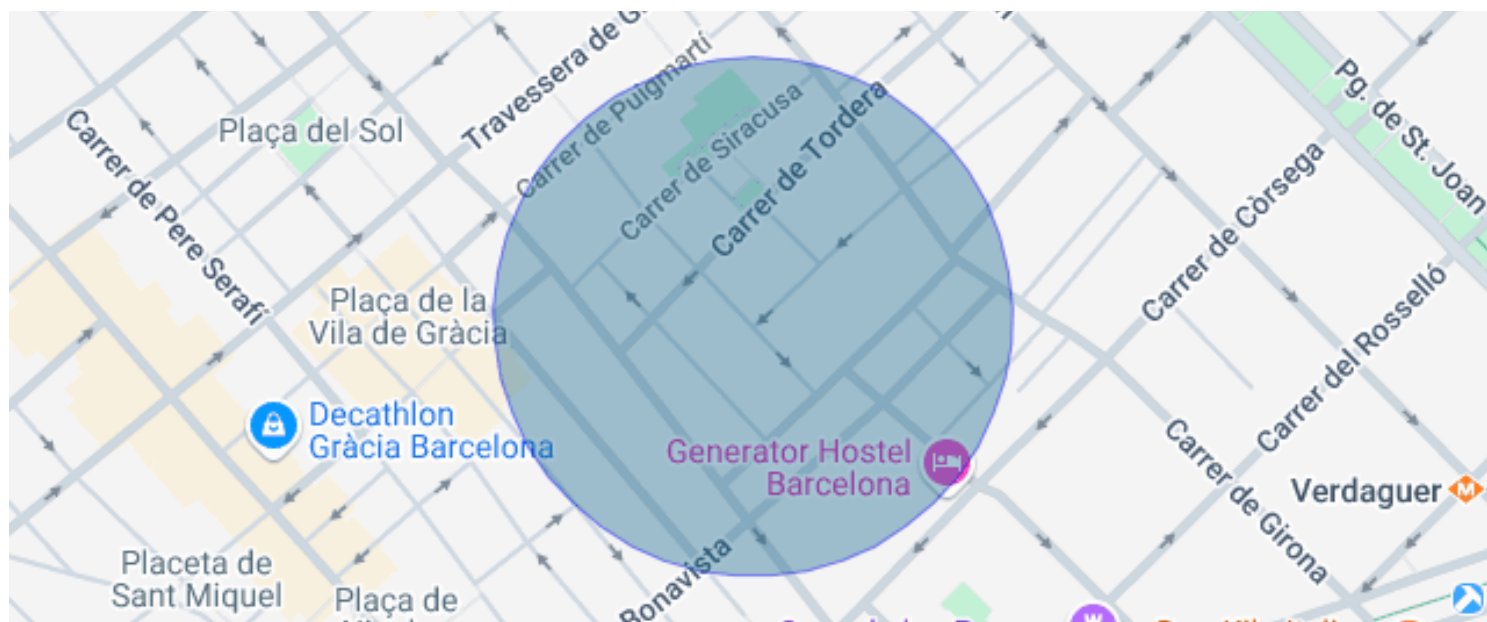 Travessera de G
Carrer de Puigmartí
Pg. de St. Joan
Plaça del Sol
Carrer de Siracusa
Carrer de Tordera
Carrer de Pere Serafí
Carrer de Còrsega
Plaça de la
Vila de Gràcia
Carrer del Rosselló
Decathlon
Gràcia Barcelona
Generator Hostel
Barcelona
Carrer de Girona
Verdaguer
M
Bonavista
Placeta de
Sant Miquel
Plaça de